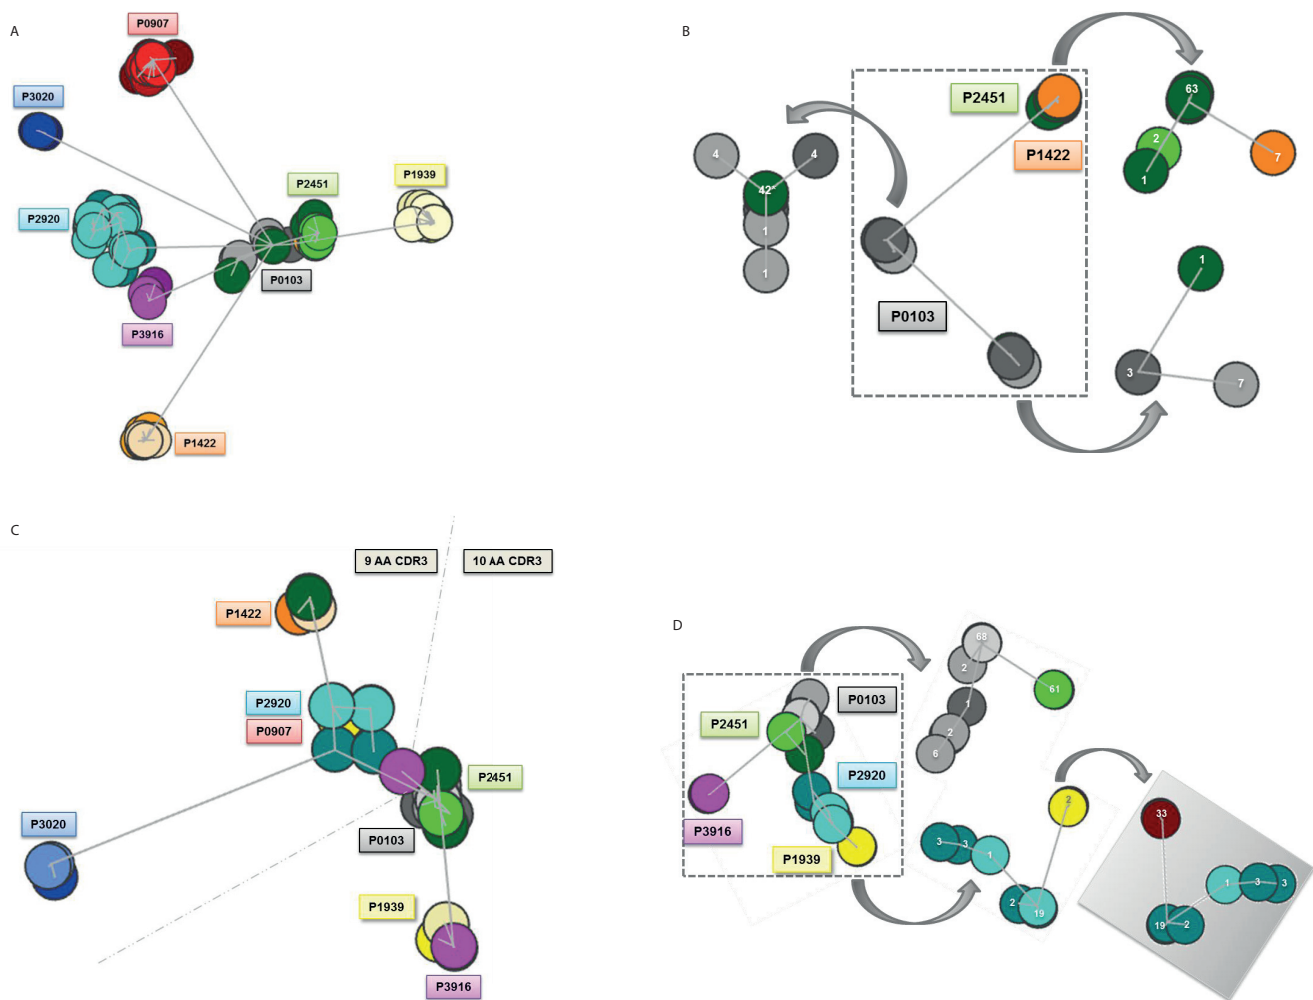 A
P0907
P3020
P2920
P2451
P1939
P0103
P3916
P1422
B
P2451
P1422
P0103
4
4
42*
1
1
63
2
1
7
1
3
7
C
9 AA CDR3
10 AA CDR3
P1422
P2920
P0907
P2451
P3020
P0103
P1939
P3916
D
P0103
P2451
P2920
P3916
P1939
68
2
61
1
2
6
2
3
3
1
2
19
33
1
3
3
19
2